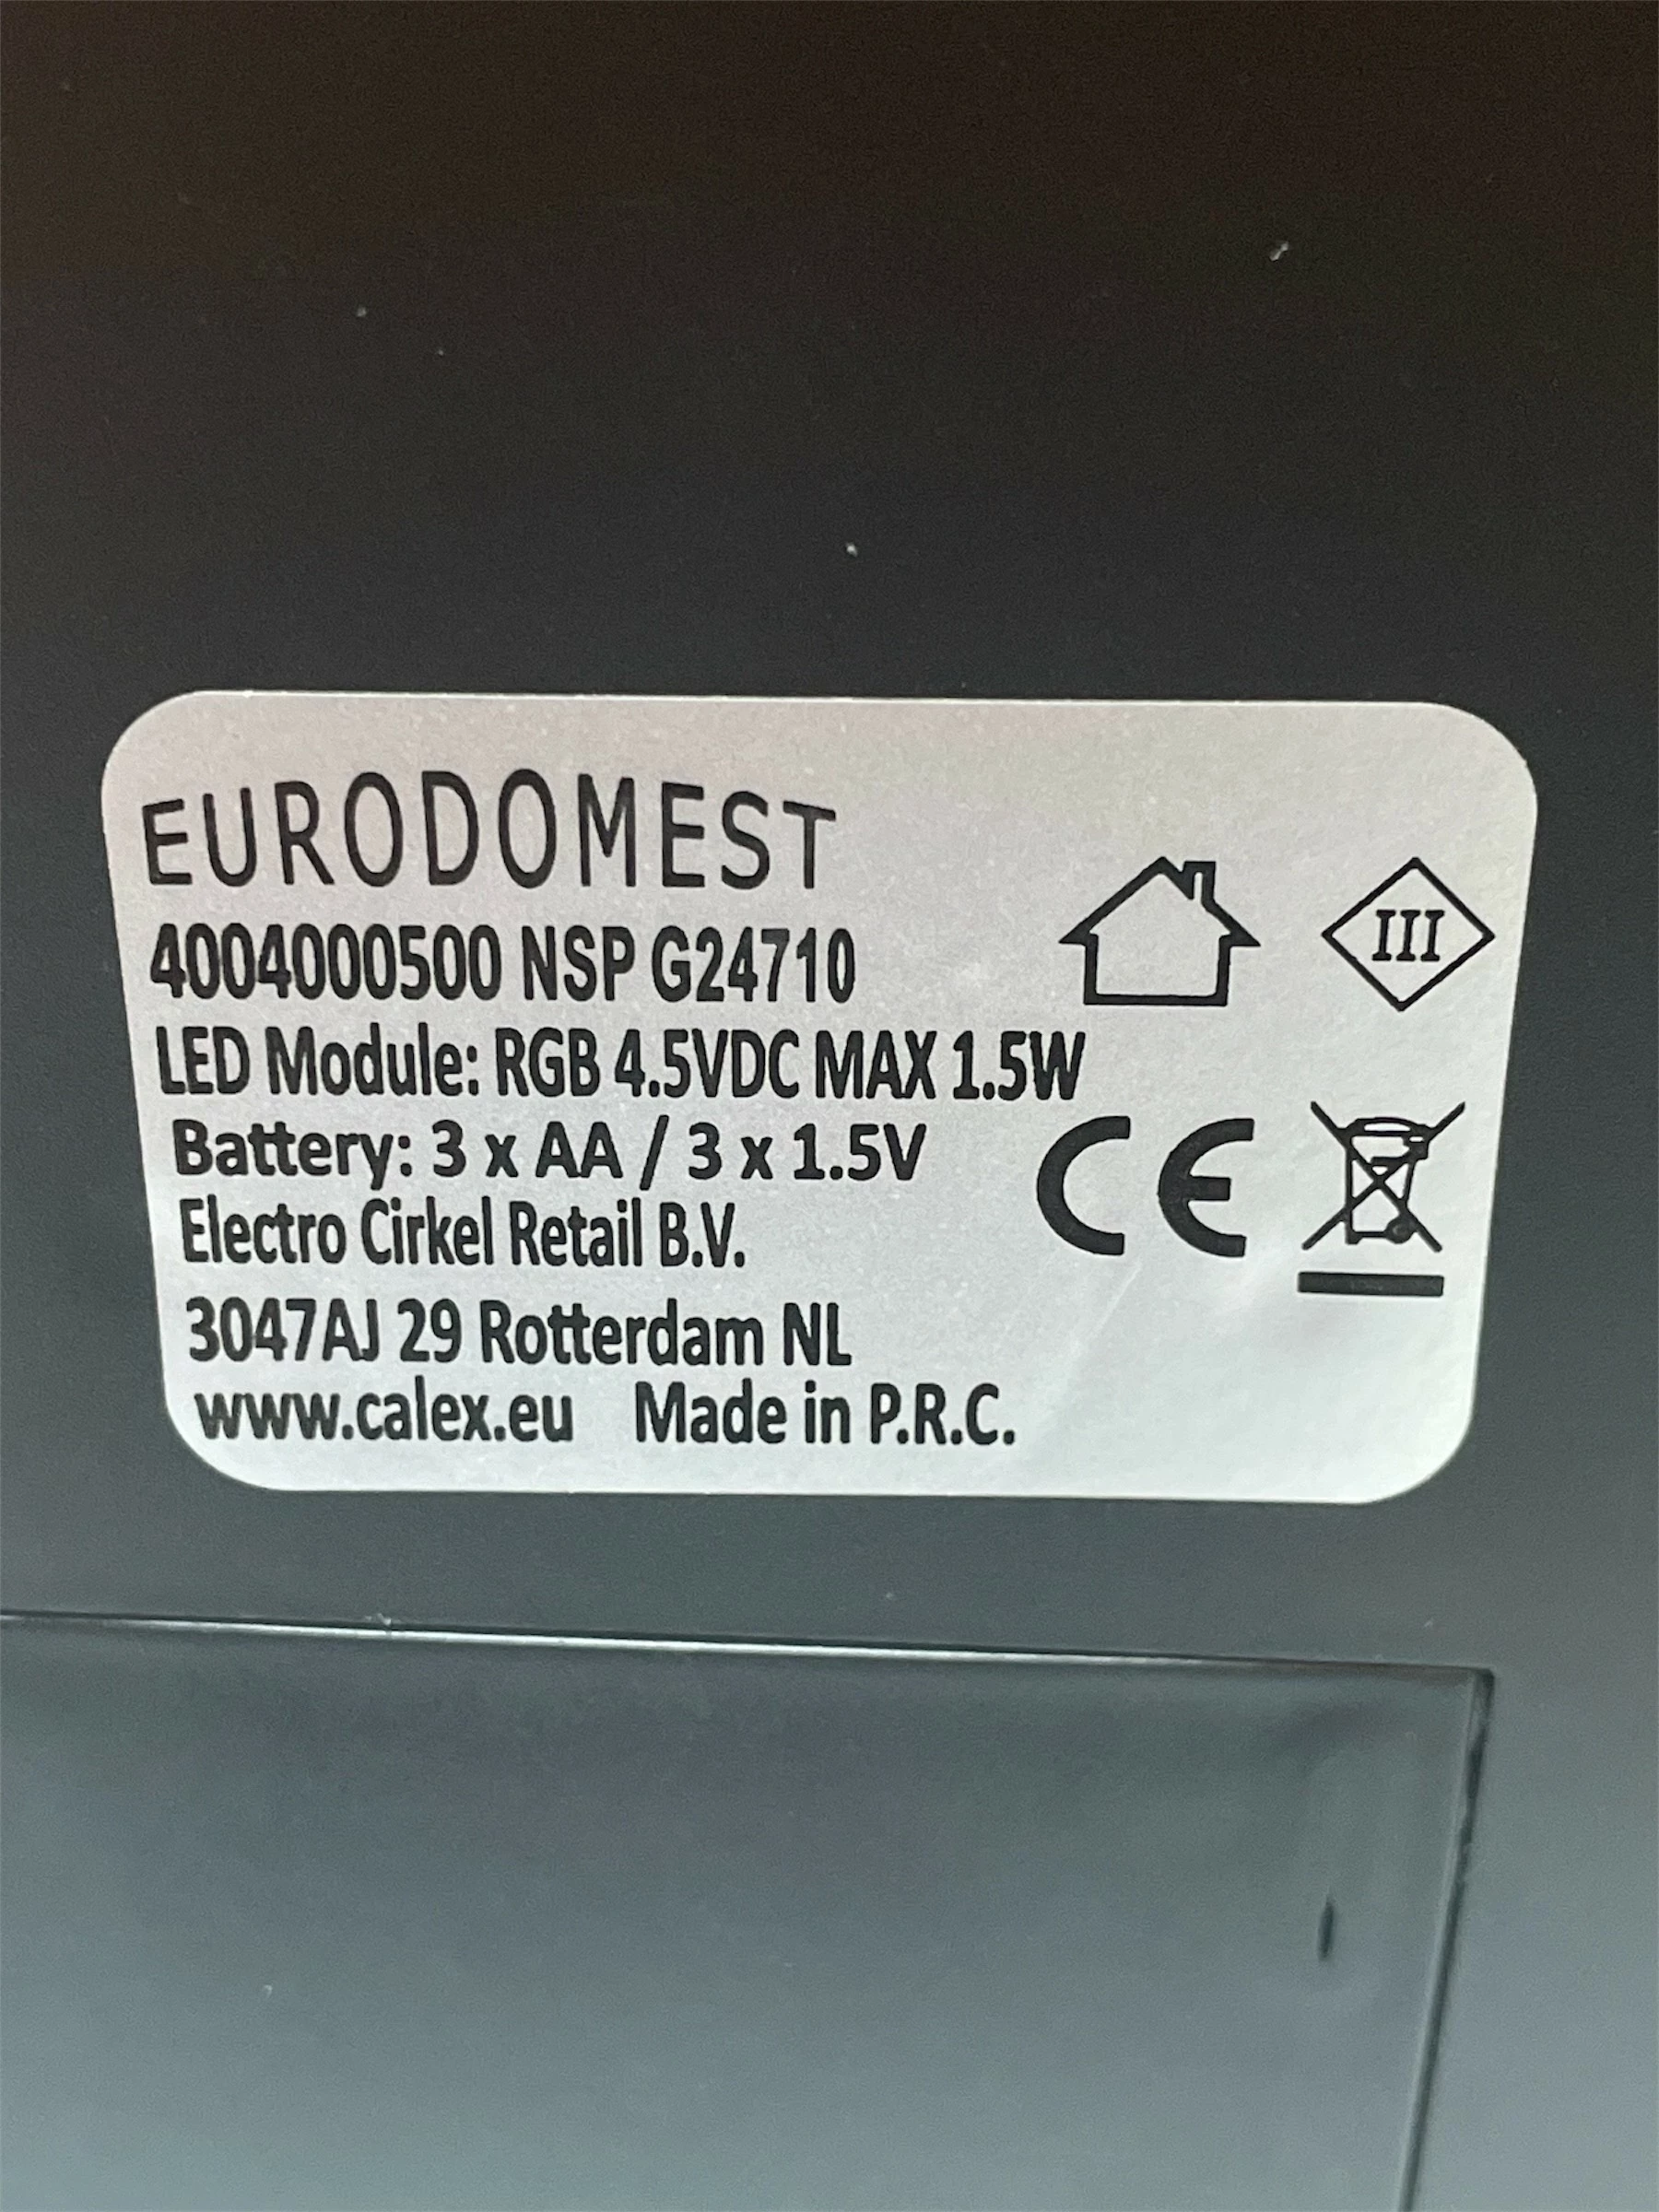 EURODOMEST
4004000500 NSP G24710
III
LED Module: RGB 4.5VDC MAX 1.5W
Battery: 3 x AA / 3 x 1.5V
CE
Electro Cirkel Retail B.V.
3047AJ 29 Rotterdam NL
www.calex.eu Made in P.R.C.